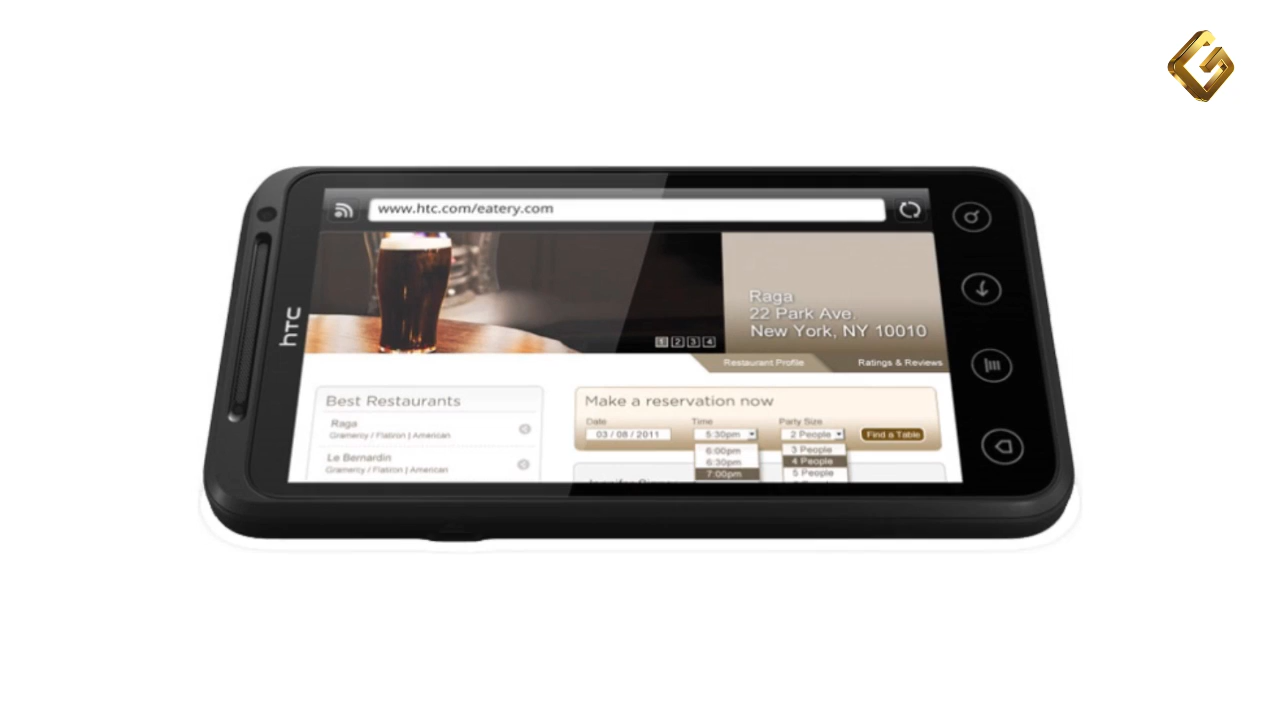 www.htc.com/eatery.com
hTC
Raga
22 Park Ave.
New York, NY 10010
1 2 3 4
Restaurant Profile
Ratings & Reviews
Best Restaurants
Raga
Gramercy / Flatiron | American
Le Bernardin
Gramercy / Flatiron | American
Make a reservation now
Date Time Party Size
03 / 08 / 2011 5:30pm 2 People Find a Table
6:00pm 3 People
6:30pm 4 People
7:00pm 5 People